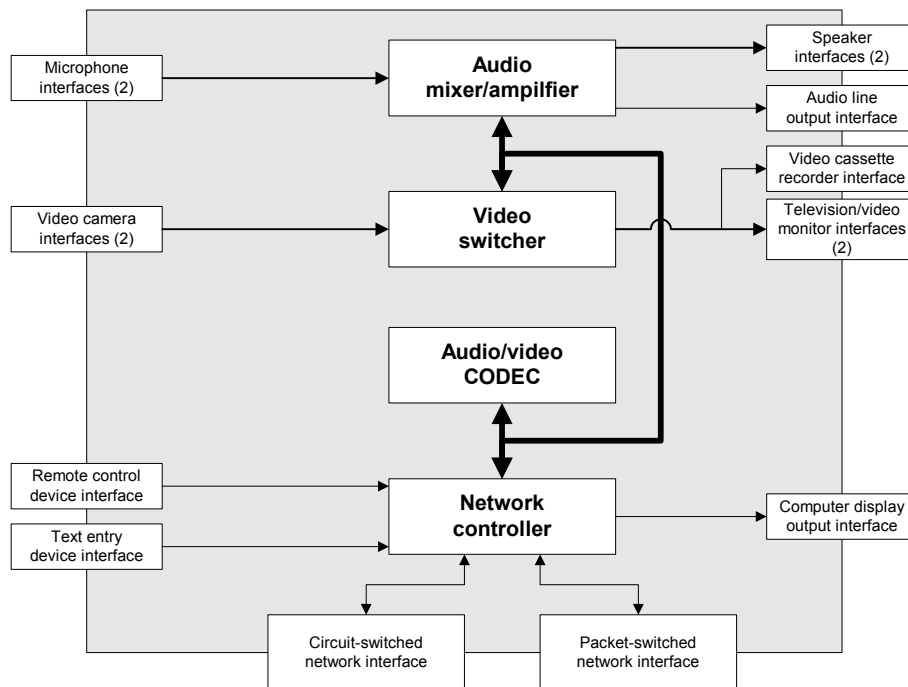 Speaker
interfaces (2)
Microphone
interfaces (2)
Audio
mixer/ampilfier
Audio line
output interface
Video cassette
recorder interface
Video camera
interfaces (2)
Video
switcher
Television/video
monitor interfaces
(2)
Audio/video
CODEC
Remote control
device interface
Text entry
device interface
Network
controller
Computer display
output interface
Circuit-switched
network interface
Packet-switched
network interface